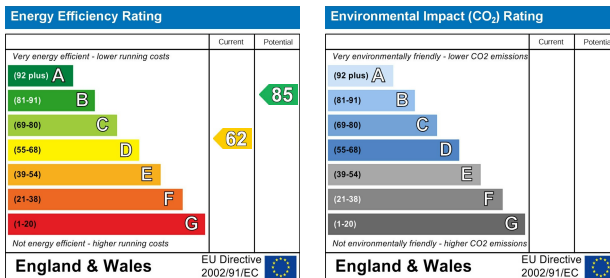 Energy Efficiency Rating
Current Potential
Very energy efficient - lower running costs
(92 plus) A
(81-91) B
(69-80) C
(55-68) D
(39-54) E
(21-38) F
(1-20) G
62
85
Not energy efficient - higher running costs
England & Wales
EU Directive
2002/91/EC
Environmental Impact (CO₂) Rating
Current Potential
Very environmentally friendly - lower CO2 emissions
(92 plus) A
(81-91) B
(69-80) C
(55-68) D
(39-54) E
(21-38) F
(1-20) G
Not environmentally friendly - higher CO2 emissions
England & Wales
EU Directive
2002/91/EC